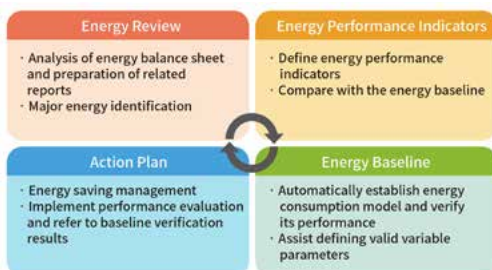 Energy Review
· Analysis of energy balance sheet
and preparation of related
reports
· Major energy identification
Energy Performance Indicators
· Define energy performance
indicators
· Compare with the energy baseline
Action Plan
· Energy saving management
· Implement performance evaluation
and refer to baseline verification
results
Energy Baseline
· Automatically establish energy
consumption model and verify
its performance
· Assist defining valid variable
parameters